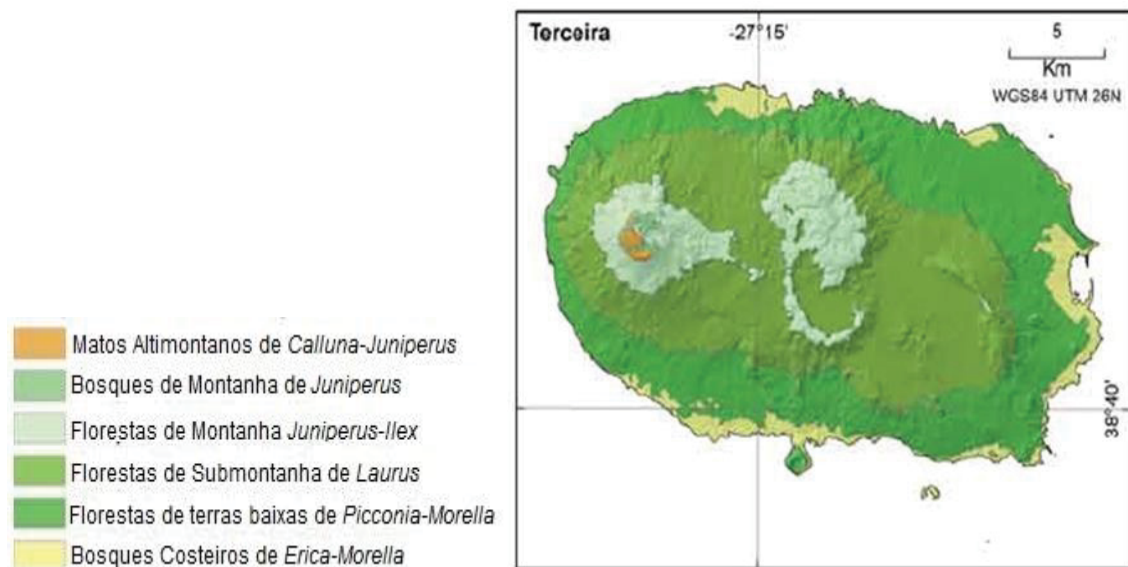 Terceira
-27°15'
5
Km
WGS84 UTM 26N
38°40'
Matos Altimontanos de Calluna-Juniperus
Bosques de Montanha de Juniperus
Florestas de Montanha Juniperus-Ilex
Florestas de Submontanha de Laurus
Florestas de terras baixas de Picconia-Morella
Bosques Costeiros de Erica-Morella